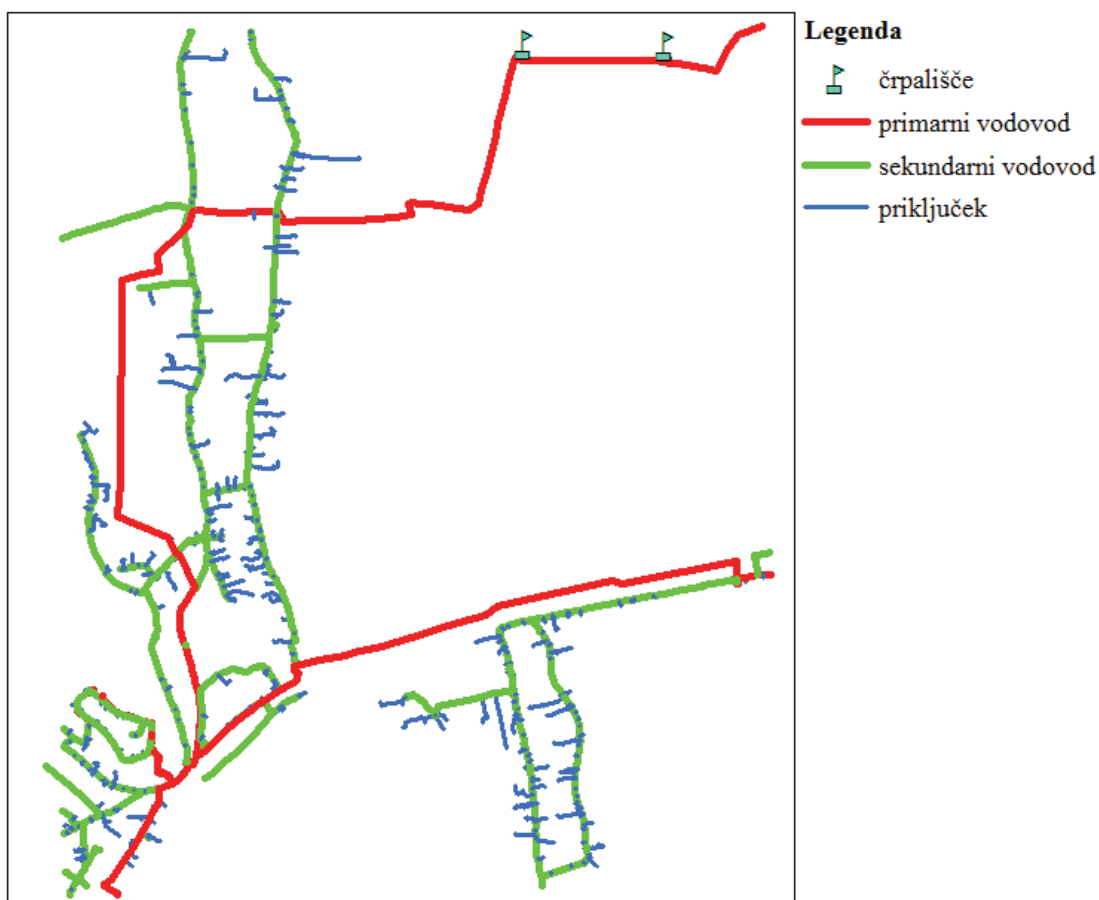 Legenda
črpališče
primarni vodovod
sekundarni vodovod
priključek